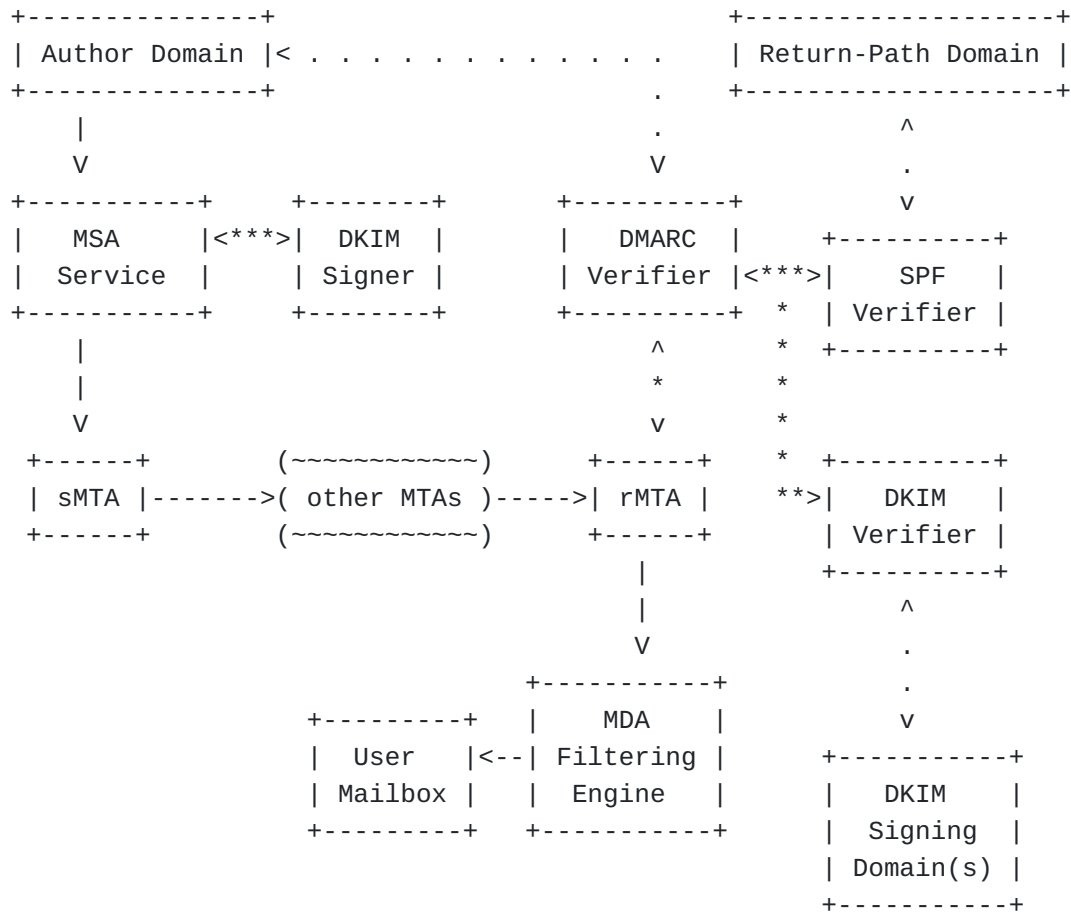 +---------------+                             +--------------------+
| Author Domain |< . . . . . . . . . . . .    | Return-Path Domain |
+---------------+                        .    +--------------------+
    |                                    .               ^
    V                                    V               .
+-----------+     +--------+       +----------+          v
|   MSA     |<***>|  DKIM  |       |   DMARC  |     +----------+
|  Service  |     | Signer |       | Verifier |<***>|    SPF   |
+-----------+     +--------+       +----------+  *  | Verifier |
    |                                    ^       *  +----------+
    |                                    *       *
    V                                    v       *
 +------+        (~~~~~~~~~~~~)      +------+    *  +----------+
 | sMTA |------->( other MTAs )----->| rMTA |    **>|   DKIM   |
 +------+        (~~~~~~~~~~~~)      +------+       | Verifier |
                                        |           +----------+
                                        |                ^
                                        V                .
                                 +-----------+           .
                   +---------+   |    MDA    |           v
                   |  User   |<--| Filtering |      +-----------+
                   | Mailbox |   |  Engine   |      |   DKIM    |
                   +---------+   +-----------+      |  Signing  |
                                                    | Domain(s) |
                                                    +-----------+